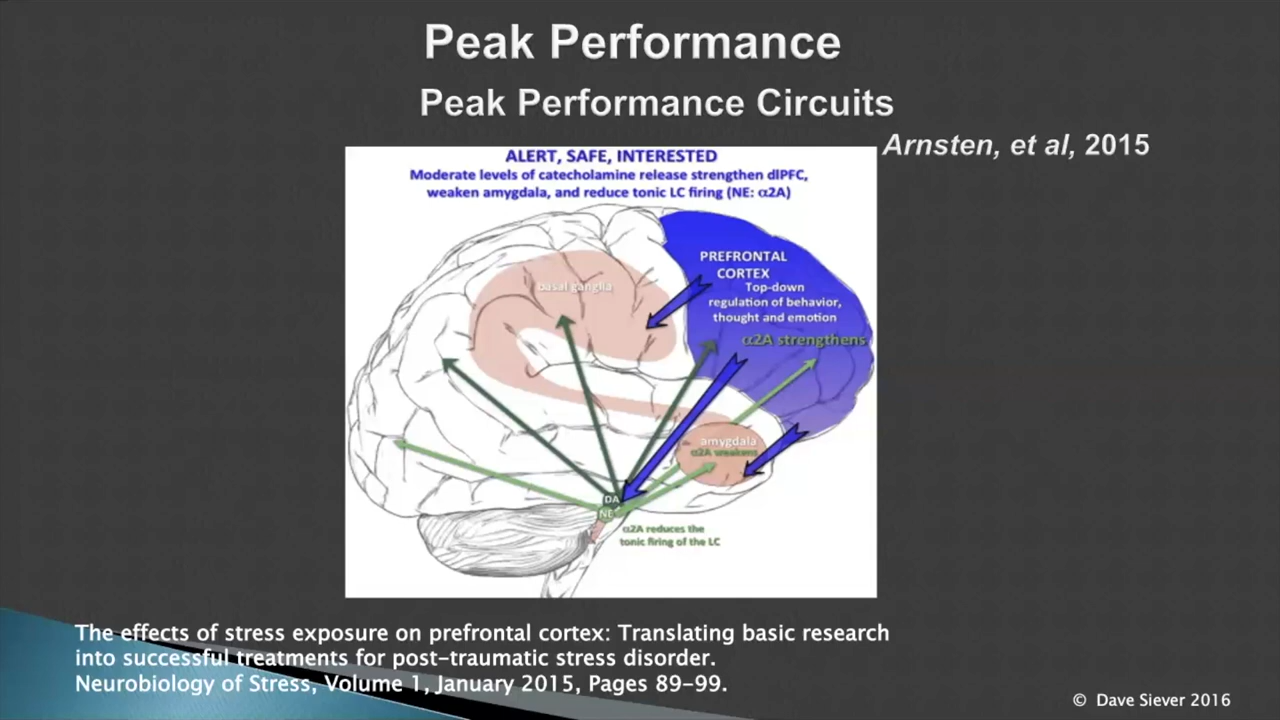 Peak Performance
Peak Performance Circuits
Arnsten, et al, 2015
ALERT, SAFE, INTERESTED
Moderate levels of catecholamine release strengthen dlPFC,
weaken amygdala, and reduce tonic LC firing (NE: α2A)
PREFRONTAL
CORTEX
basal ganglia
Top-down
regulation of behavior,
thought and emotion
α2A strengthens
amygdala
α2A weakens
DA
NE
α2A reduces the
tonic firing of the LC
The effects of stress exposure on prefrontal cortex: Translating basic research
into successful treatments for post-traumatic stress disorder.
Neurobiology of Stress, Volume 1, January 2015, Pages 89–99.
© Dave Siever 2016